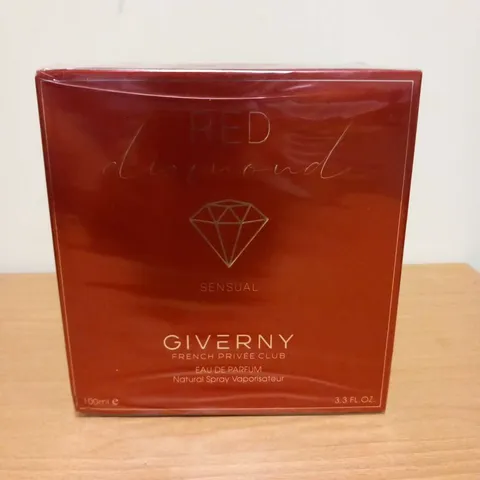 RED
diamond
SENSUAL
GIVERNY
FRENCH PRIVÉE CLUB
EAU DE PARFUM
Natural Spray Vaporisateur
100ml e 3.3 FL OZ.